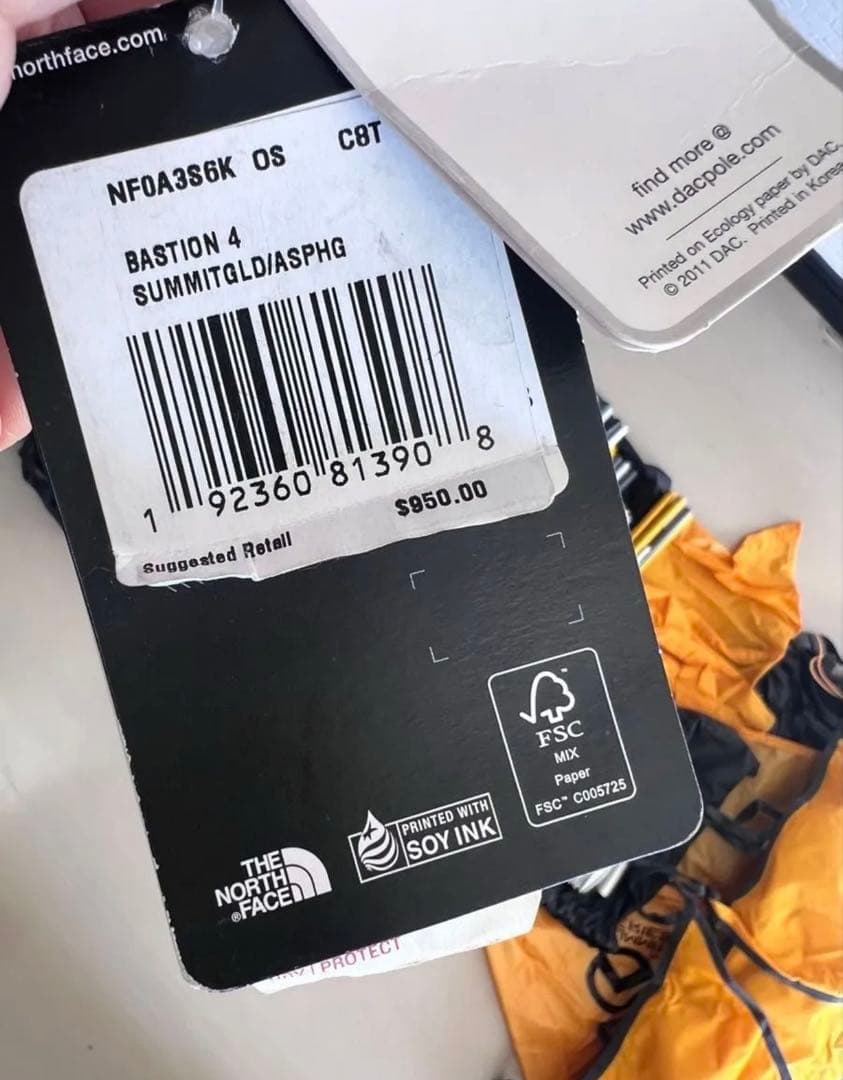 northface.com
NF0A3S6K OS C8T
BASTION 4
SUMMITGLD/ASPHG
1 92360 81390 8
Suggested Retail $950.00
FSC
MIX
Paper
FSC™ C005725
PRINTED WITH
SOY INK
THE
NORTH
FACE®
PROTECT
find more @
www.dacpole.com
Printed on Ecology paper by DAC.
© 2011 DAC. Printed in Korea